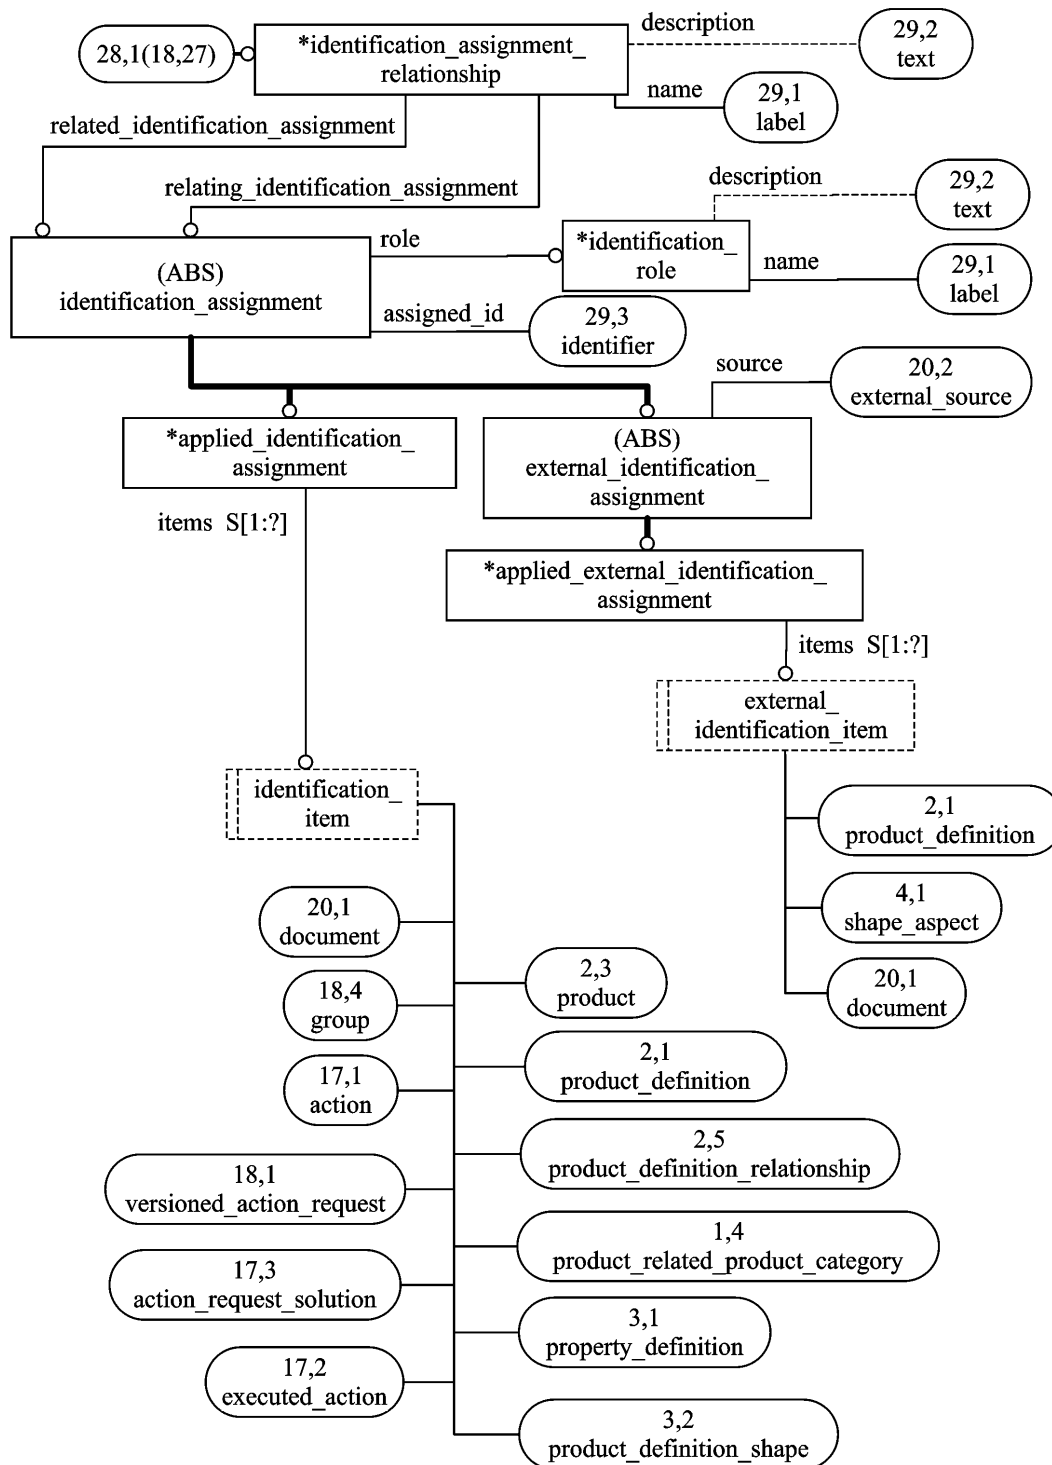 description
28,1(18,27)
*identification_assignment_
relationship
29,2
text
name
29,1
label
related_identification_assignment
relating_identification_assignment
description
29,2
text
role
*identification_
role
name
29,1
label
(ABS)
identification_assignment
assigned_id
29,3
identifier
source
20,2
external_source
*applied_identification_
assignment
(ABS)
external_identification_
assignment
items S[1:?]
*applied_external_identification_
assignment
items S[1:?]
external_
identification_item
identification_
item
2,1
product_definition
4,1
shape_aspect
20,1
document
20,1
document
2,3
product
18,4
group
2,1
product_definition
17,1
action
2,5
product_definition_relationship
18,1
versioned_action_request
1,4
product_related_product_category
17,3
action_request_solution
3,1
property_definition
17,2
executed_action
3,2
product_definition_shape